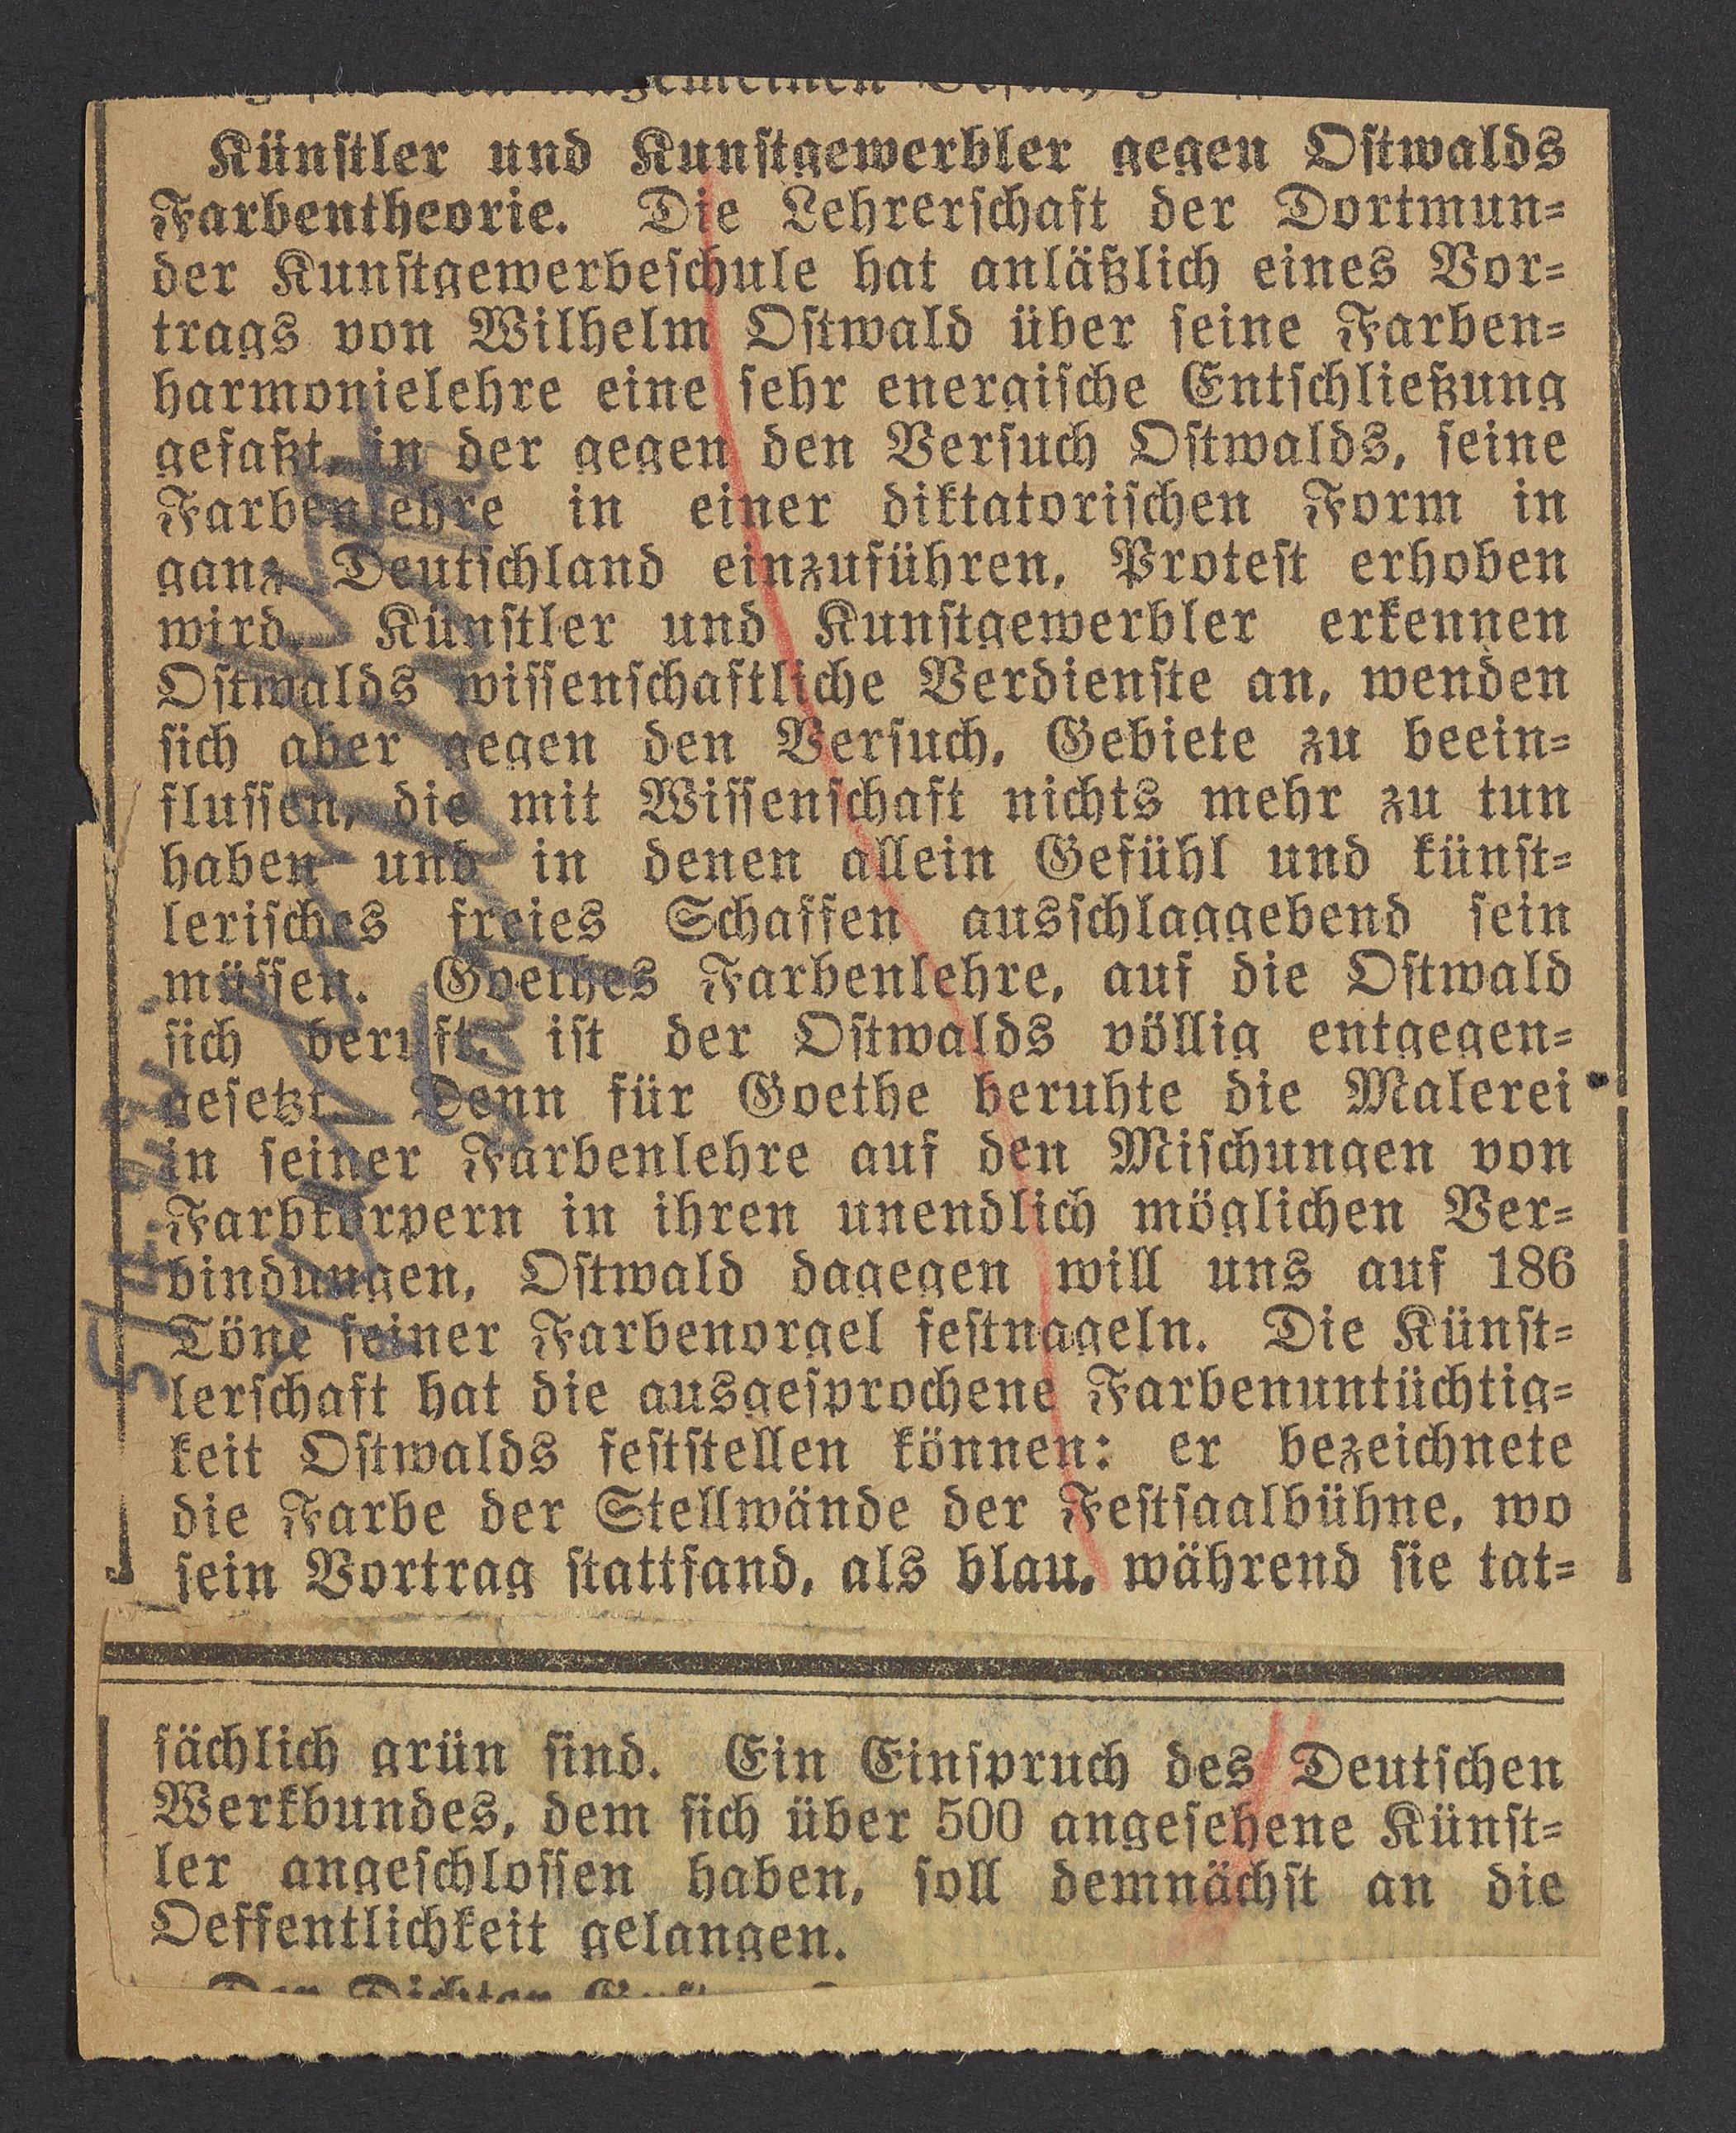 Künstler und Kunstgewerbler gegen Ostwalds
Farbentheorie. Die Lehrerschaft der Dortmun-
der Kunstgewerbeschule hat anläßlich eines Vor-
trags von Wilhelm Ostwald über seine Farben-
harmonielehre eine sehr energische Entschließung
gefaßt, in der gegen den Versuch Ostwalds, seine
Farbenlehre in einer diktatorischen Form in
ganz Deutschland einzuführen, Protest erhoben
wird. Künstler und Kunstgewerbler erkennen
Ostwalds wissenschaftliche Verdienste an, wenden
sich aber gegen den Versuch, Gebiete zu beein-
flussen, die mit Wissenschaft nichts mehr zu tun
haben und in denen allein Gefühl und künst-
lerisches freies Schaffen ausschlaggebend sein
müssen. Goethes Farbenlehre, auf die Ostwald
sich beruft, ist der Ostwalds völlig entgegen-
gesetzt. Denn für Goethe beruhte die Malerei
in seiner Farbenlehre auf den Mischungen von
Farbkörpern in ihren unendlich möglichen Ver-
bindungen, Ostwald dagegen will uns auf 186
Töne seiner Farbenorgel festnageln. Die Künst-
lerschaft hat die ausgesprochene Farbenuntüchtig-
keit Ostwalds feststellen können: er bezeichnete
die Farbe der Stellwände der Festsaalbühne, wo
sein Vortrag stattfand, als blau, während sie tat-
sächlich grün sind. Ein Einspruch des Deutschen
Werkbundes, dem sich über 500 angesehene Künst-
ler angeschlossen haben, soll demnächst an die
Oeffentlichkeit gelangen.